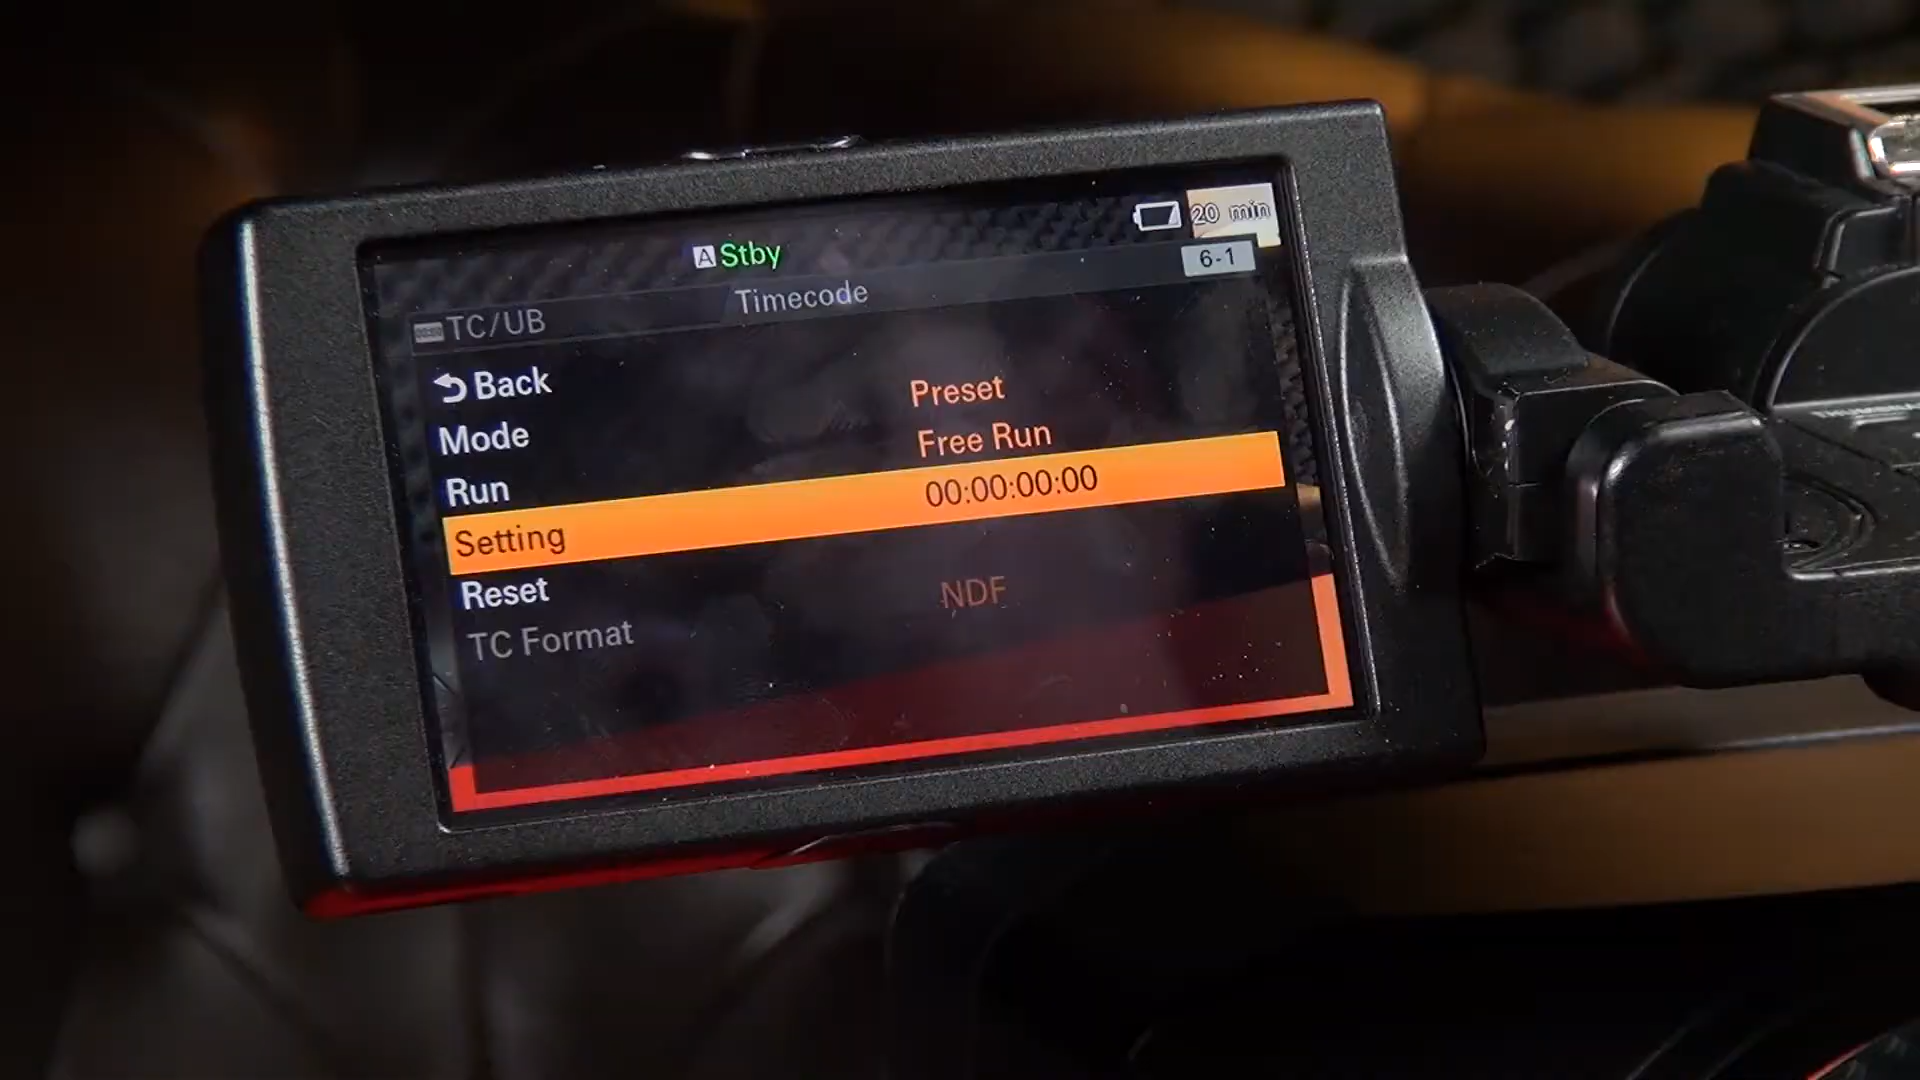 20 min
A Stby
6-1
TC/UB Timecode
Back
Mode Preset
Run Free Run
Setting 00:00:00:00
Reset
TC Format NDF